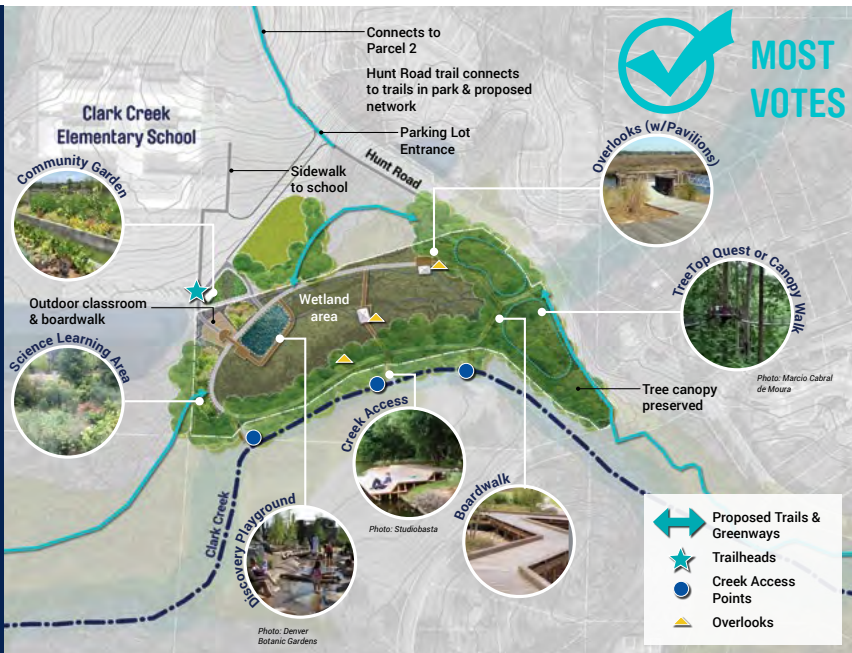 Connects to
Parcel 2
Hunt Road trail connects
to trails in park & proposed
network
Parking Lot
Entrance
MOST
VOTES
Clark Creek
Elementary School
Community Garden
Sidewalk
to school
Hunt Road
Overlooks (w/Pavilions)
TreeTop Quest or Canopy Walk
Photo: Marcio Cabral
de Moura
Outdoor classroom
& boardwalk
Wetland
area
Science Learning Area
Tree canopy
preserved
Creek Access
Photo: Studiobasta
Boardwalk
Clark Creek
Discovery Playground
Photo: Denver
Botanic Gardens
Proposed Trails &
Greenways
Trailheads
Creek Access
Points
Overlooks